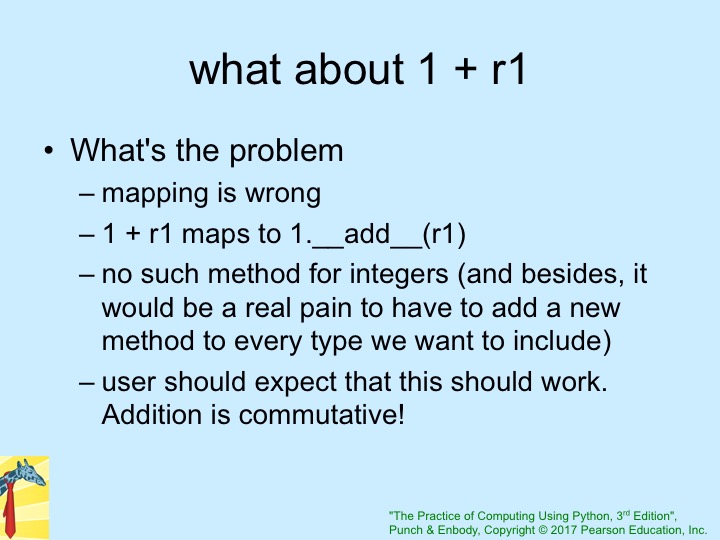 what about 1 + r1
• What's the problem
– mapping is wrong
– 1 + r1 maps to 1.__add__(r1)
– no such method for integers (and besides, it
would be a real pain to have to add a new
method to every type we want to include)
– user should expect that this should work.
Addition is commutative!
"The Practice of Computing Using Python, 3rd Edition",
Punch & Enbody, Copyright © 2017 Pearson Education, Inc.